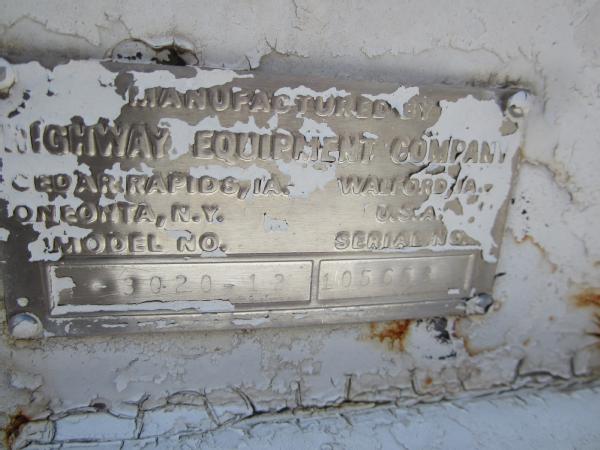 MANUFACTURED BY
HIGHWAY EQUIPMENT COMPANY
CEDAR RAPIDS, IA. WALFORD, IA.
ONEONTA, N.Y. U.S.A.
MODEL NO. SERIAL NO.
-3020-12